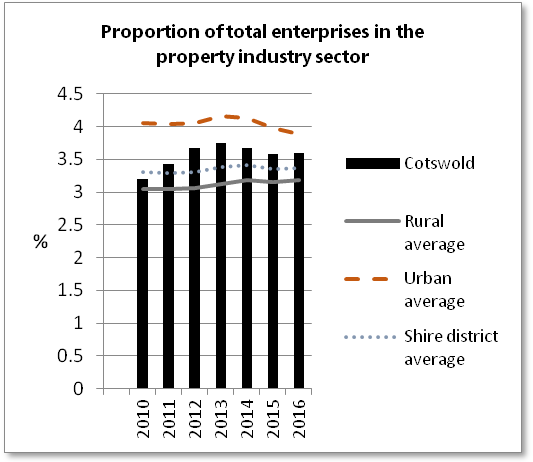 Proportion of total enterprises in the
property industry sector
4.5
4
3.5
3
2.5
2
1.5
1
0.5
0
%
2010
2011
2012
2013
2014
2015
2016
Cotswold
Rural
average
Urban
average
Shire district
average